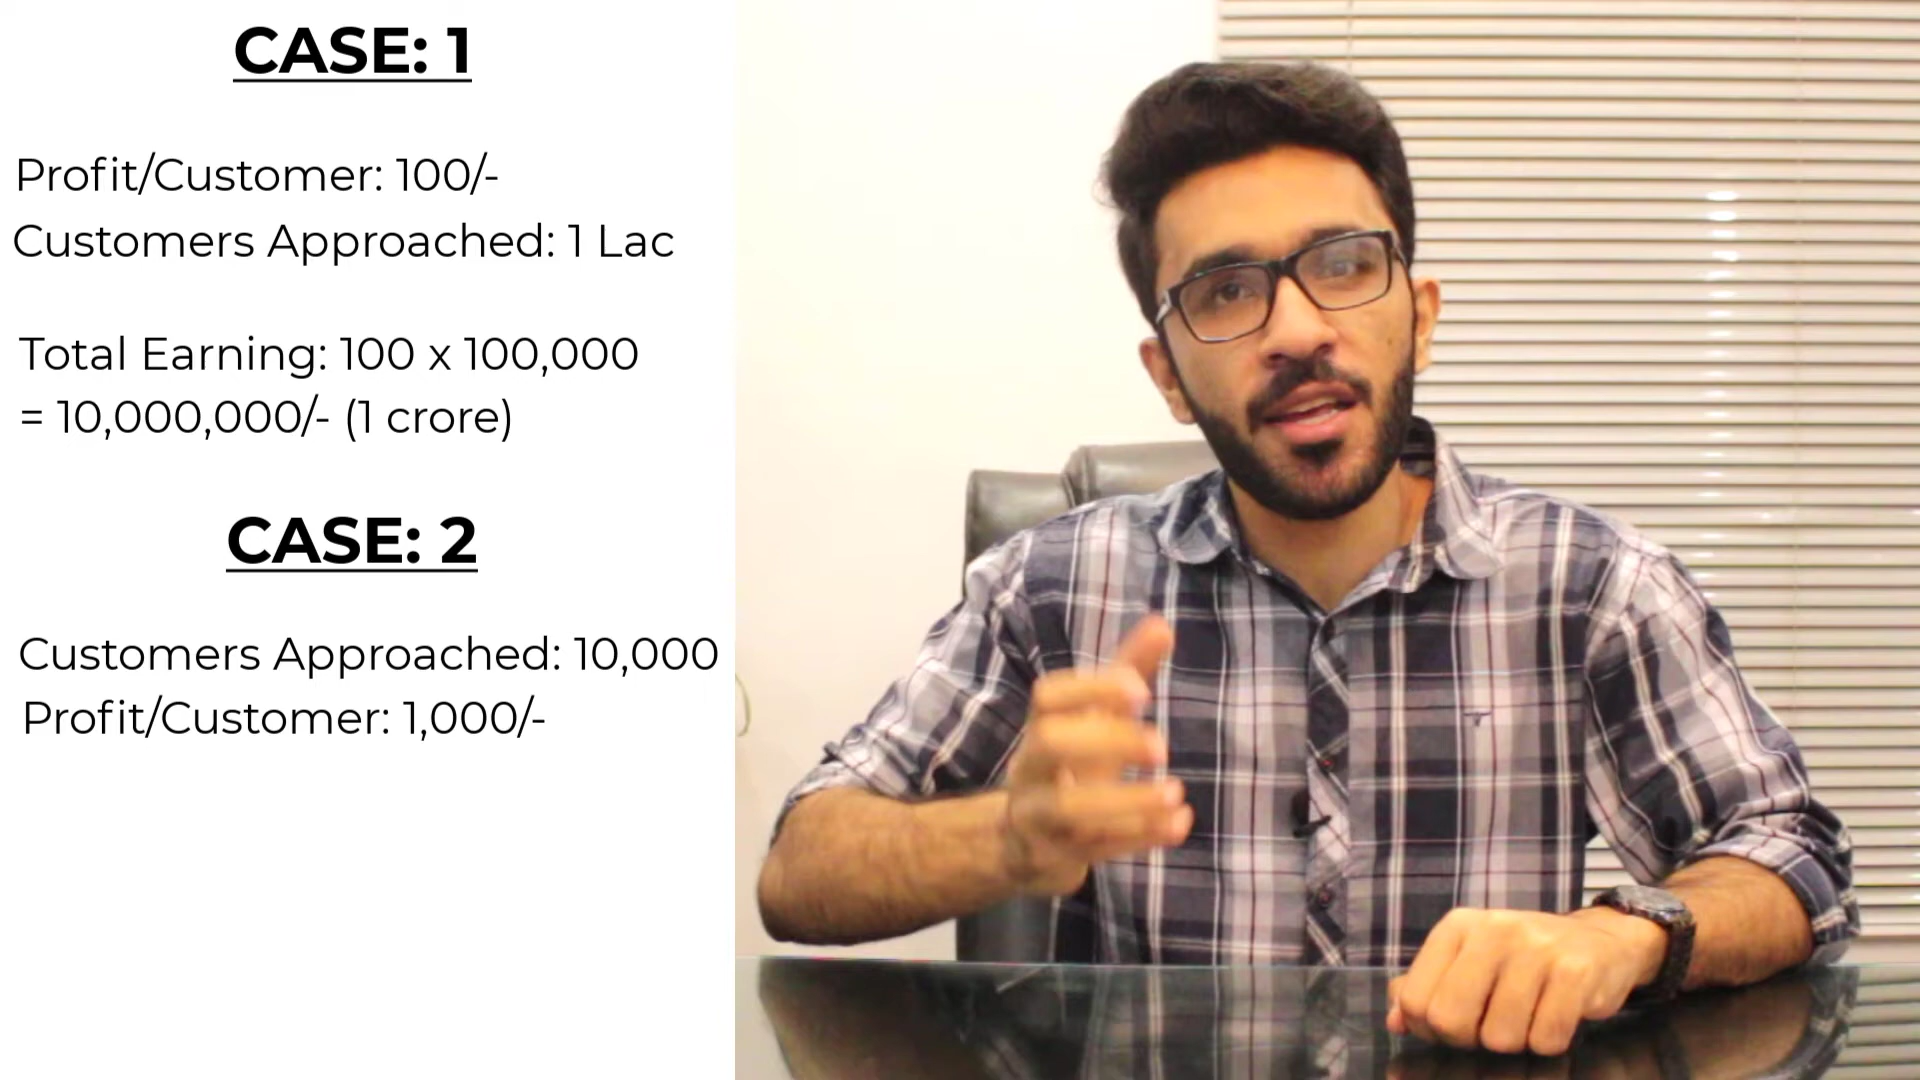 CASE: 1
Profit/Customer: 100/-
Customers Approached: 1 Lac
Total Earning: 100 x 100,000
= 10,000,000/- (1 crore)
CASE: 2
Customers Approached: 10,000
Profit/Customer: 1,000/-